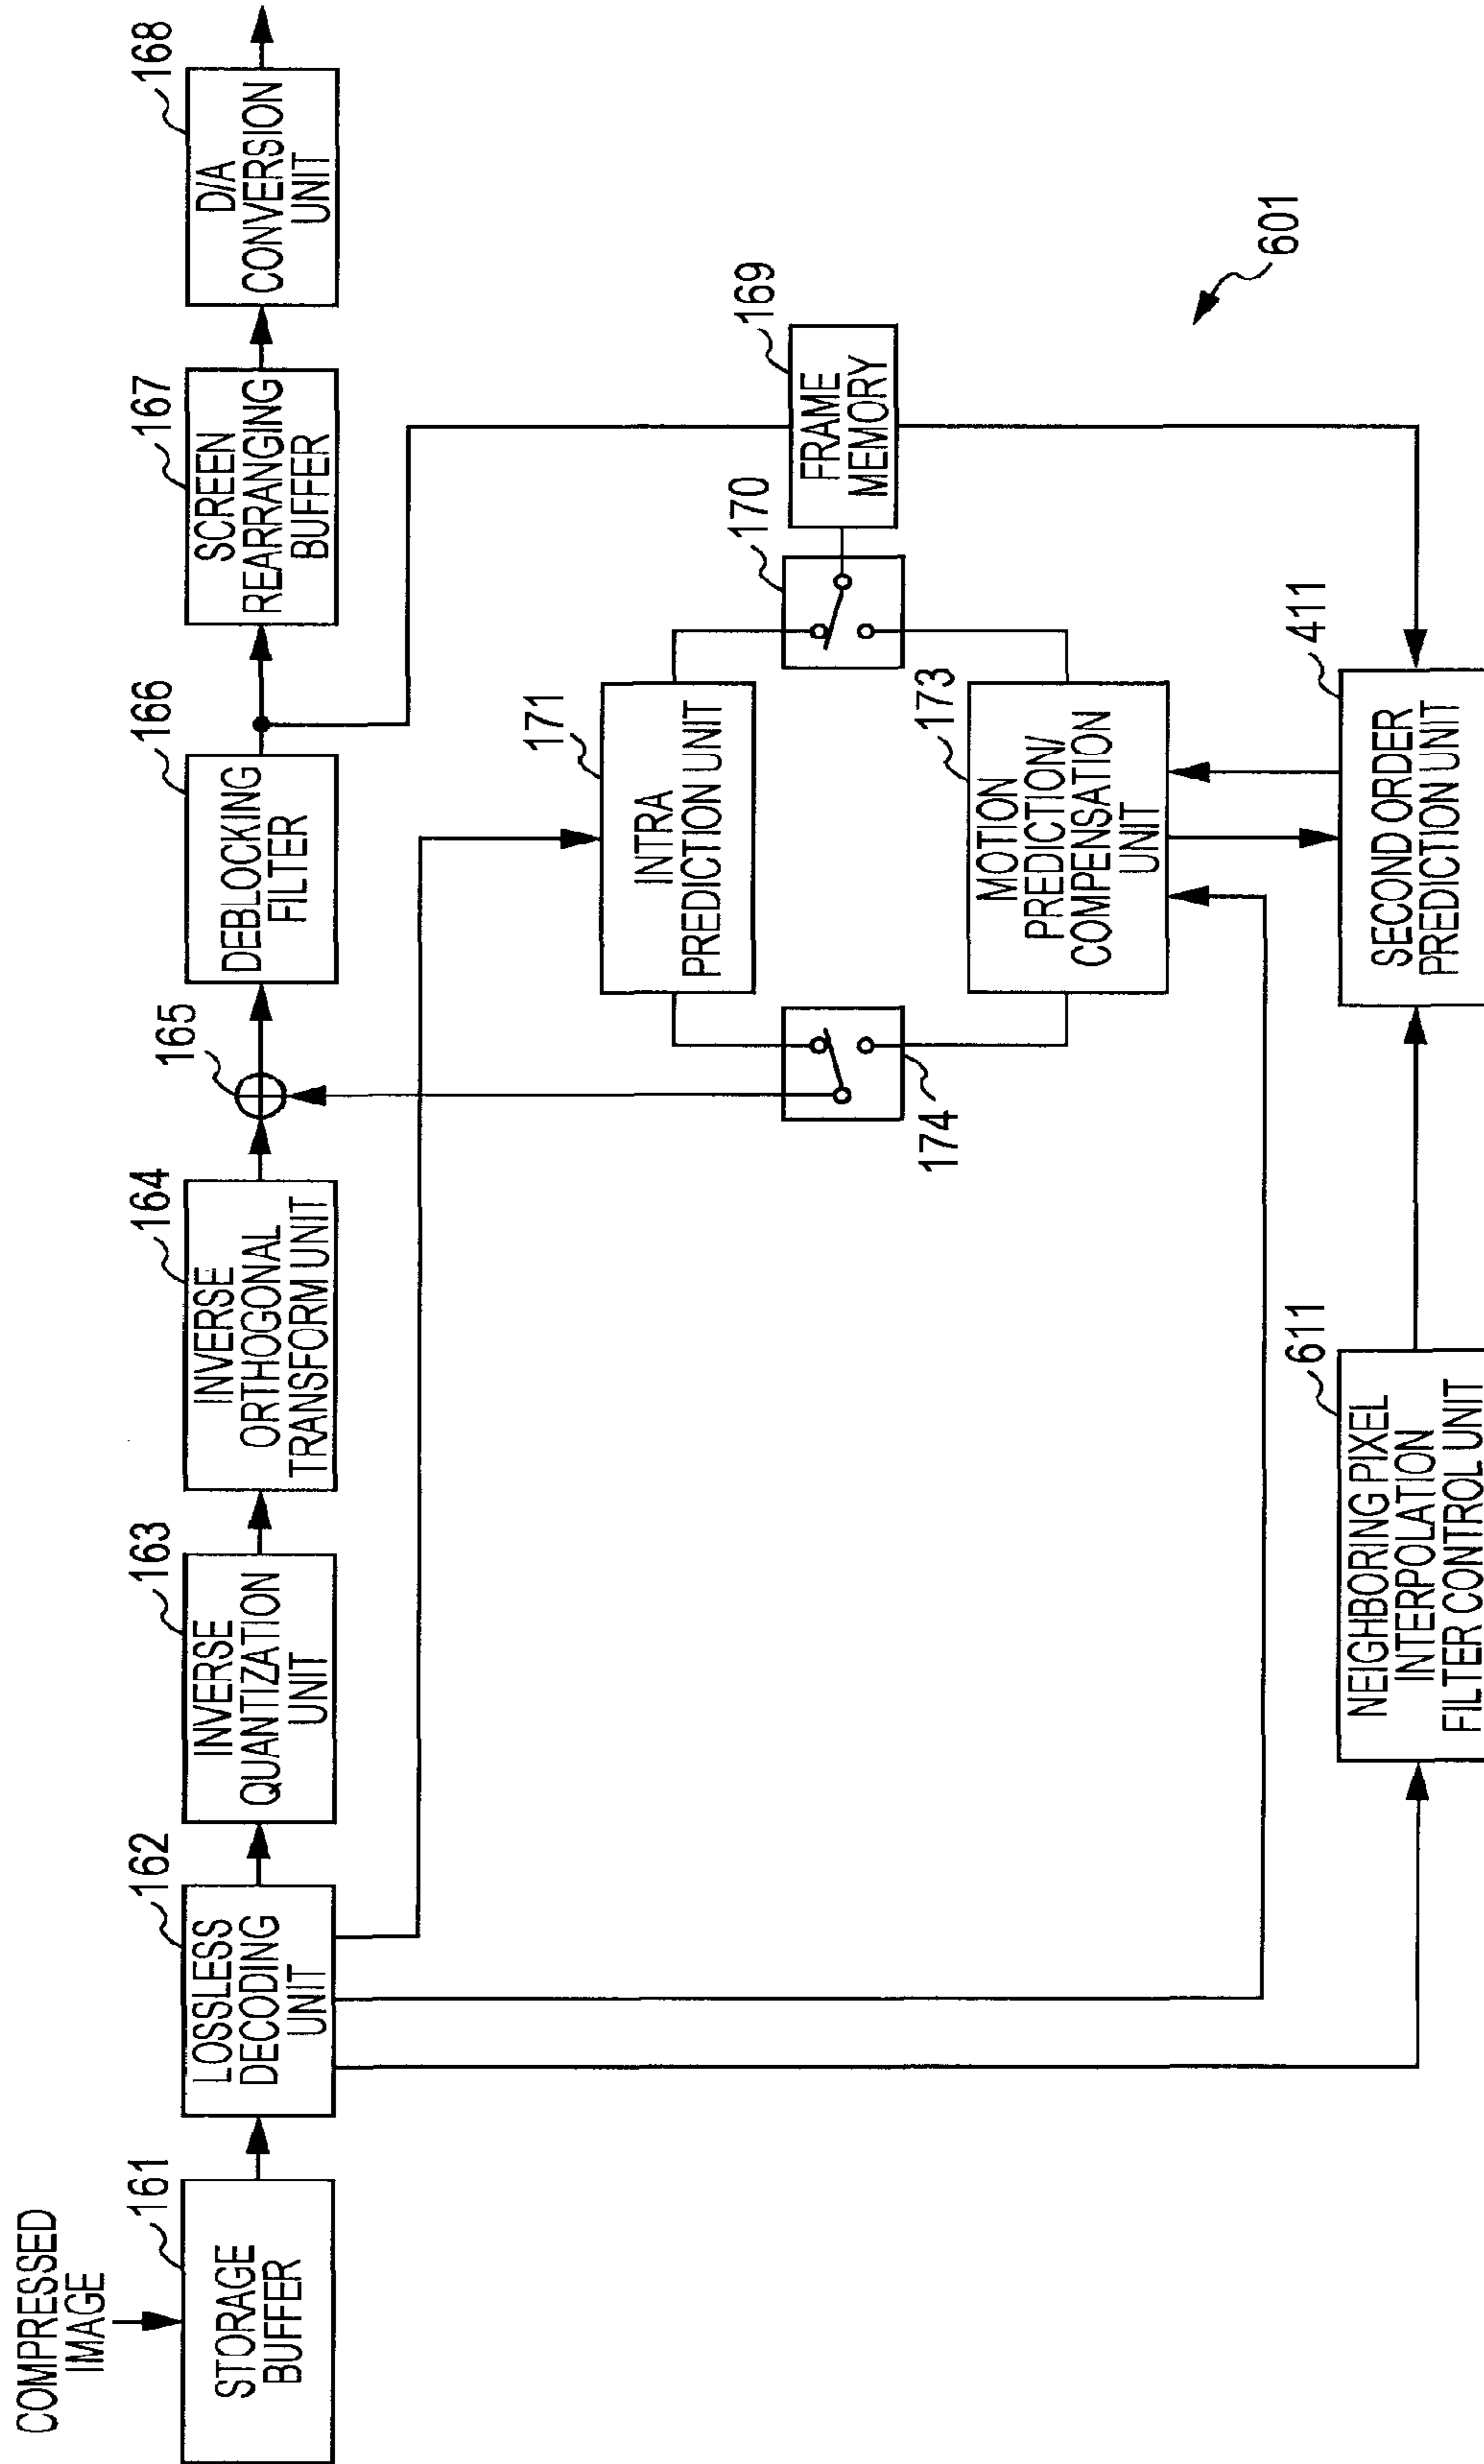 COMPRESSED
IMAGE
161
STORAGE
BUFFER
162
LOSSLESS
DECODING
UNIT
163
INVERSE
QUANTIZATION
UNIT
164
INVERSE
ORTHOGONAL
TRANSFORM UNIT
165
166
DEBLOCKING
FILTER
167
SCREEN
REARRANGING
BUFFER
168
D/A
CONVERSION
UNIT
171
INTRA
PREDICTION UNIT
170
169
FRAME
MEMORY
601
174
173
MOTION
PREDICTION/
COMPENSATION
UNIT
611
NEIGHBORING PIXEL
INTERPOLATION
FILTER CONTROL UNIT
411
SECOND ORDER
PREDICTION UNIT